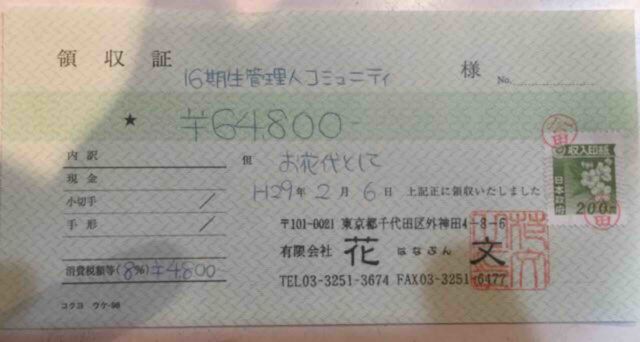 領収証
16期生管理人コミュニティ 様 No.
★ ¥64,800-
内訳 但 お花代として
現金 H29年2月6日 上記正に領収いたしました
小切手 /
手形 /
〒101-0021 東京都千代田区外神田4-8-6
有限会社 花はなぶん文
TEL03-3251-3674 FAX03-3251-6477
消費税額等(8%) ¥4800
コクヨ ウケ-98
収入印紙
日本政府
200